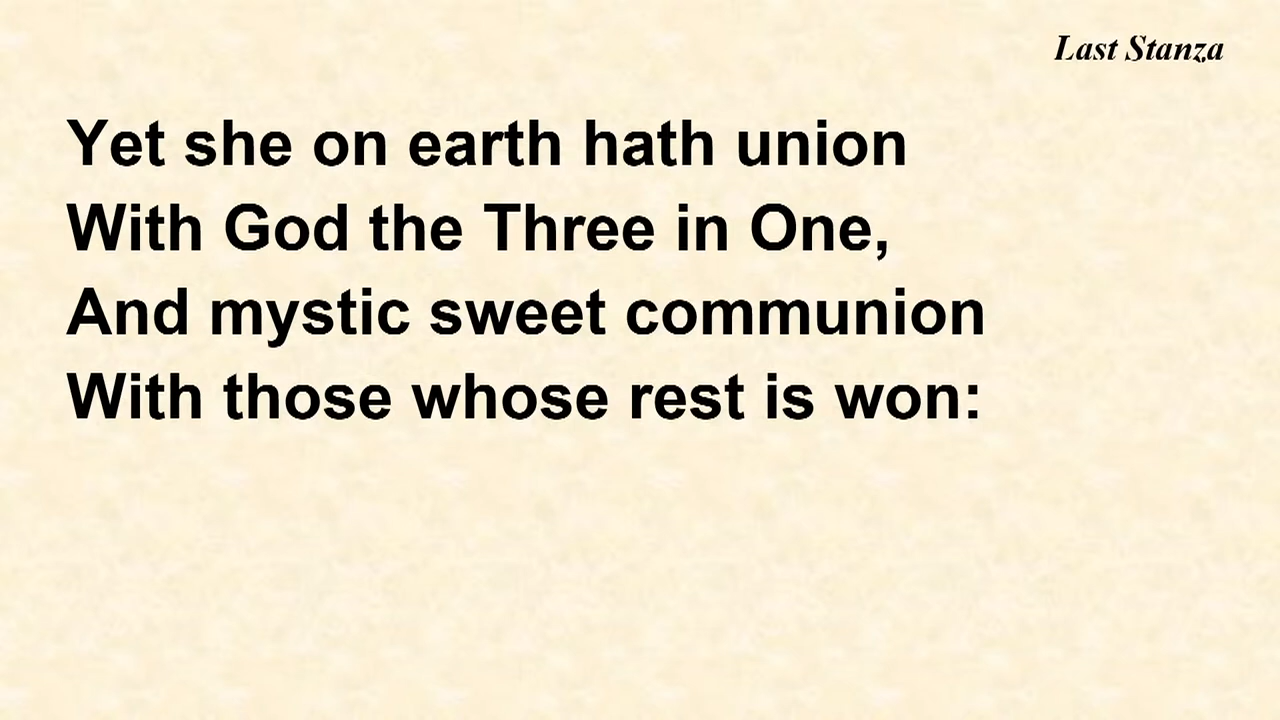 Last Stanza
Yet she on earth hath union
With God the Three in One,
And mystic sweet communion
With those whose rest is won: